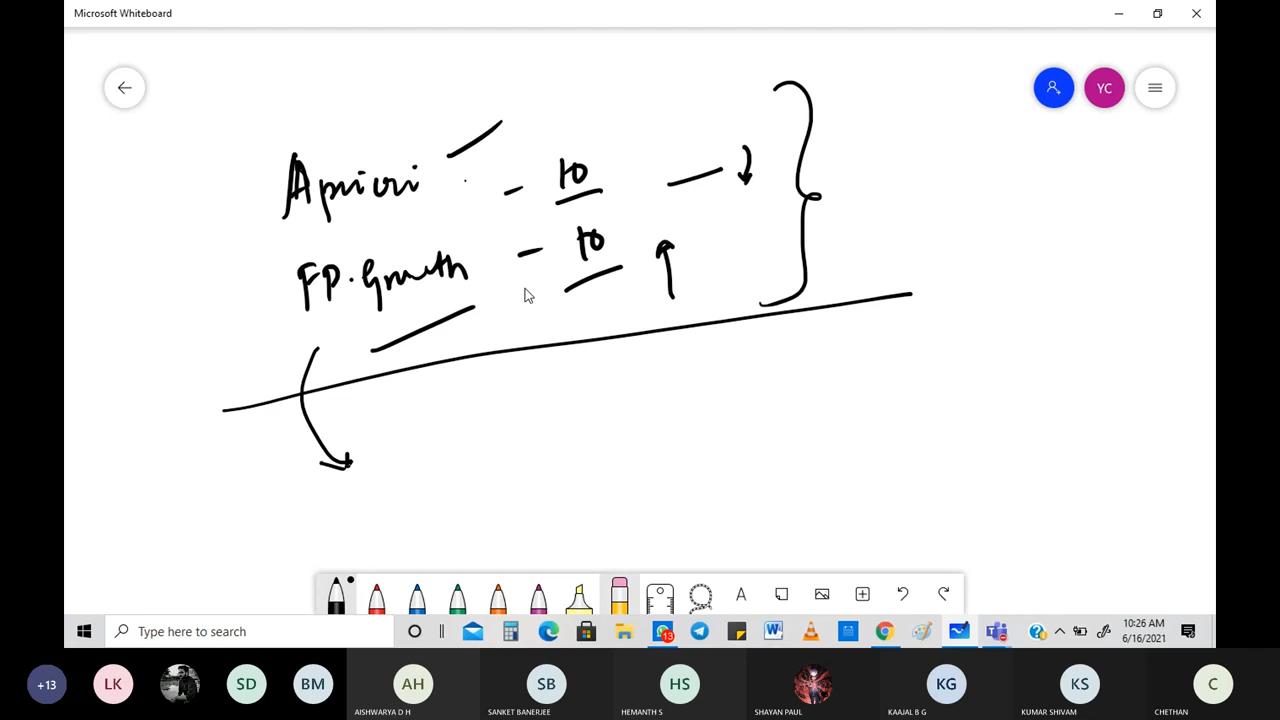 Microsoft Whiteboard
YC
Apriori - 10
FP.Growth - 10
A
Type here to search
13
10:26 AM
6/16/2021
+13
LK
SD
BM
AH
SB
HS
KG
KS
C
AISHWARYA D H
SANKET BANERJEE
HEMANTH S
SHAYAN PAUL
KAAJAL B G
KUMAR SHIVAM
CHETHAN